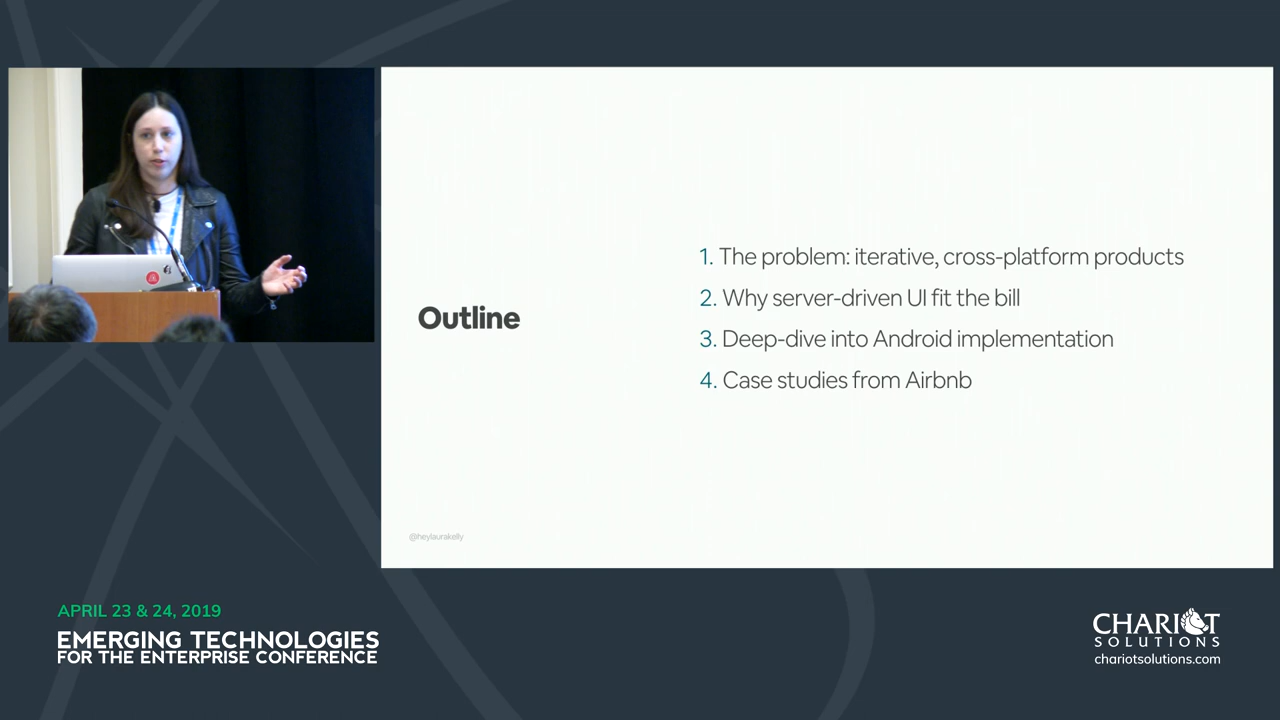 Outline
1. The problem: iterative, cross-platform products
2. Why server-driven UI fit the bill
3. Deep-dive into Android implementation
4. Case studies from Airbnb
@heylaurakelly
APRIL 23 & 24, 2019
EMERGING TECHNOLOGIES
FOR THE ENTERPRISE CONFERENCE
CHARIOT
SOLUTIONS
chariotsolutions.com